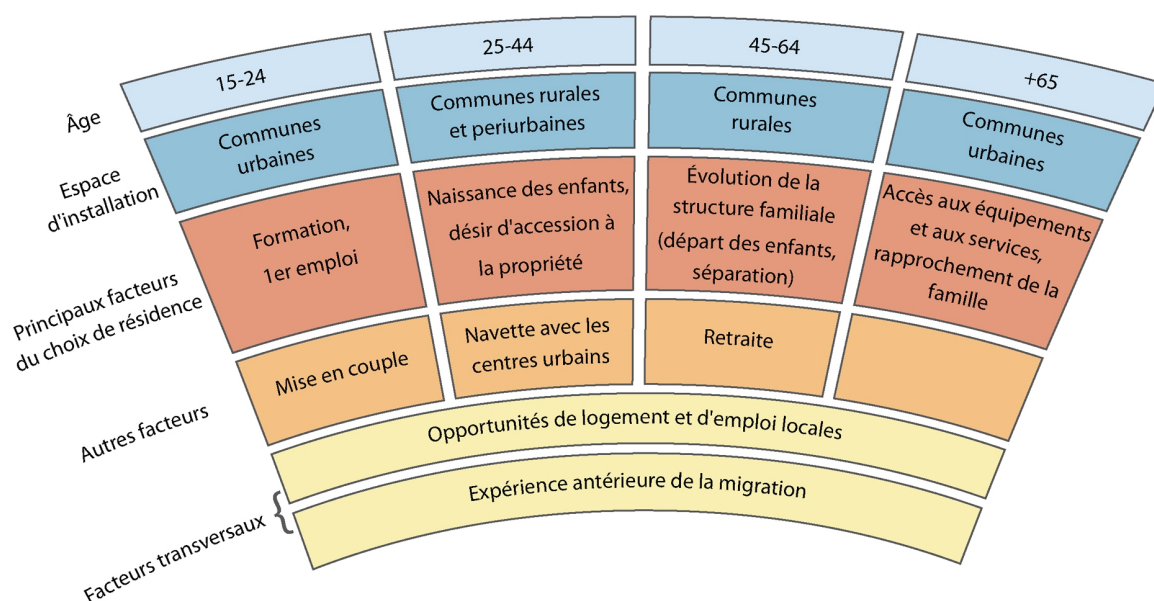 Âge
15-24
25-44
45-64
+65
Espace
d'installation
Communes
urbaines
Communes rurales
et periurbaines
Communes
rurales
Communes
urbaines
Principaux facteurs
du choix de résidence
Formation,
1er emploi
Naissance des enfants,
désir d'accession à
la propriété
Évolution de la
structure familiale
(départ des enfants,
séparation)
Accès aux équipements
et aux services,
rapprochement de la
famille
Autres facteurs
Mise en couple
Navette avec les
centres urbains
Retraite
Facteurs transversaux
{
Opportunités de logement et d'emploi locales
Expérience antérieure de la migration